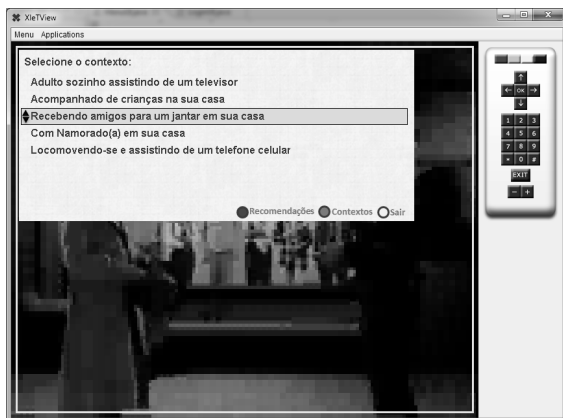 XleTView
Menu Applications
Selecione o contexto:
Adulto sozinho assistindo de um televisor
Acompanhado de crianças na sua casa
Recebendo amigos para um jantar em sua casa
Com Namorado(a) em sua casa
Locomovendo-se e assistindo de um telefone celular
Recomendações Contextos Sair
OK
1 2 3
4 5 6
7 8 9
* 0 #
EXIT
- +